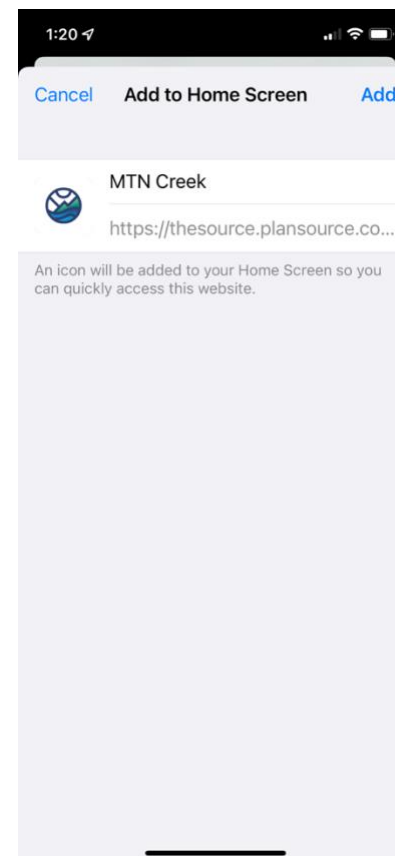 1:20
Cancel Add to Home Screen Add
MTN Creek
https://thesource.plansource.co...
An icon will be added to your Home Screen so you
can quickly access this website.